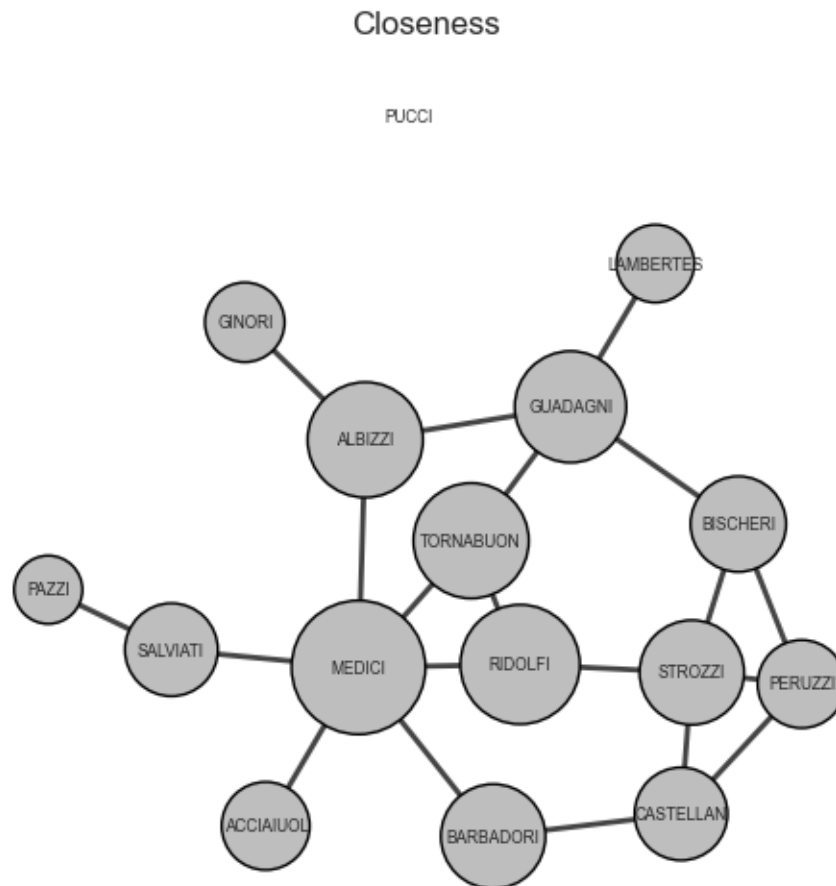 Closeness
PUCCI
LAMBERTES
GINORI
GUADAGNI
ALBIZZI
BISCHERI
TORNABUON
PAZZI
SALVIATI
MEDICI
RIDOLFI
STROZZI
PERUZZI
ACCIAIUOL
BARBADORI
CASTELLAN